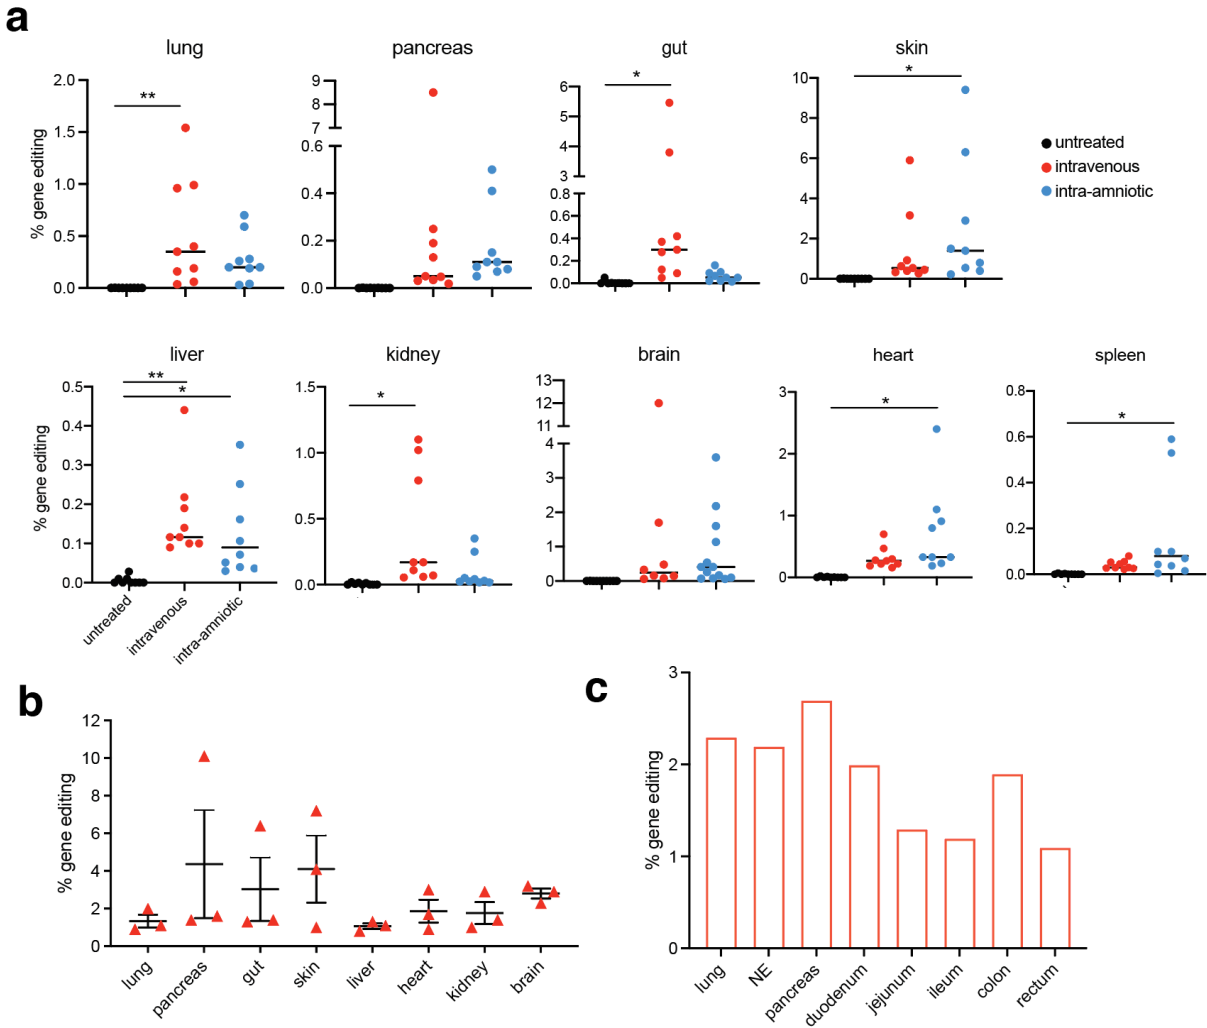 a
lung
pancreas
gut
skin
% gene editing
2.0
1.5
1.0
0.5
0.0
**
9
8
7
0.6
0.4
0.2
0.0
6
5
4
3
0.8
0.6
0.4
0.2
0.0
*
10
8
6
4
2
0
*
untreated
intravenous
intra-amniotic
liver
kidney
brain
heart
spleen
% gene editing
0.5
0.4
0.3
0.2
0.1
0.0
**
*
untreated
intravenous
intra-amniotic
1.5
1.0
0.5
0.0
*
13
12
11
4
3
2
1
0
3
2
1
0
*
0.8
0.6
0.4
0.2
0.0
*
b
% gene editing
12
10
8
6
4
2
0
lung
pancreas
gut
skin
liver
heart
kidney
brain
c
% gene editing
3
2
1
0
lung
NE
pancreas
duodenum
jejunum
ileum
colon
rectum